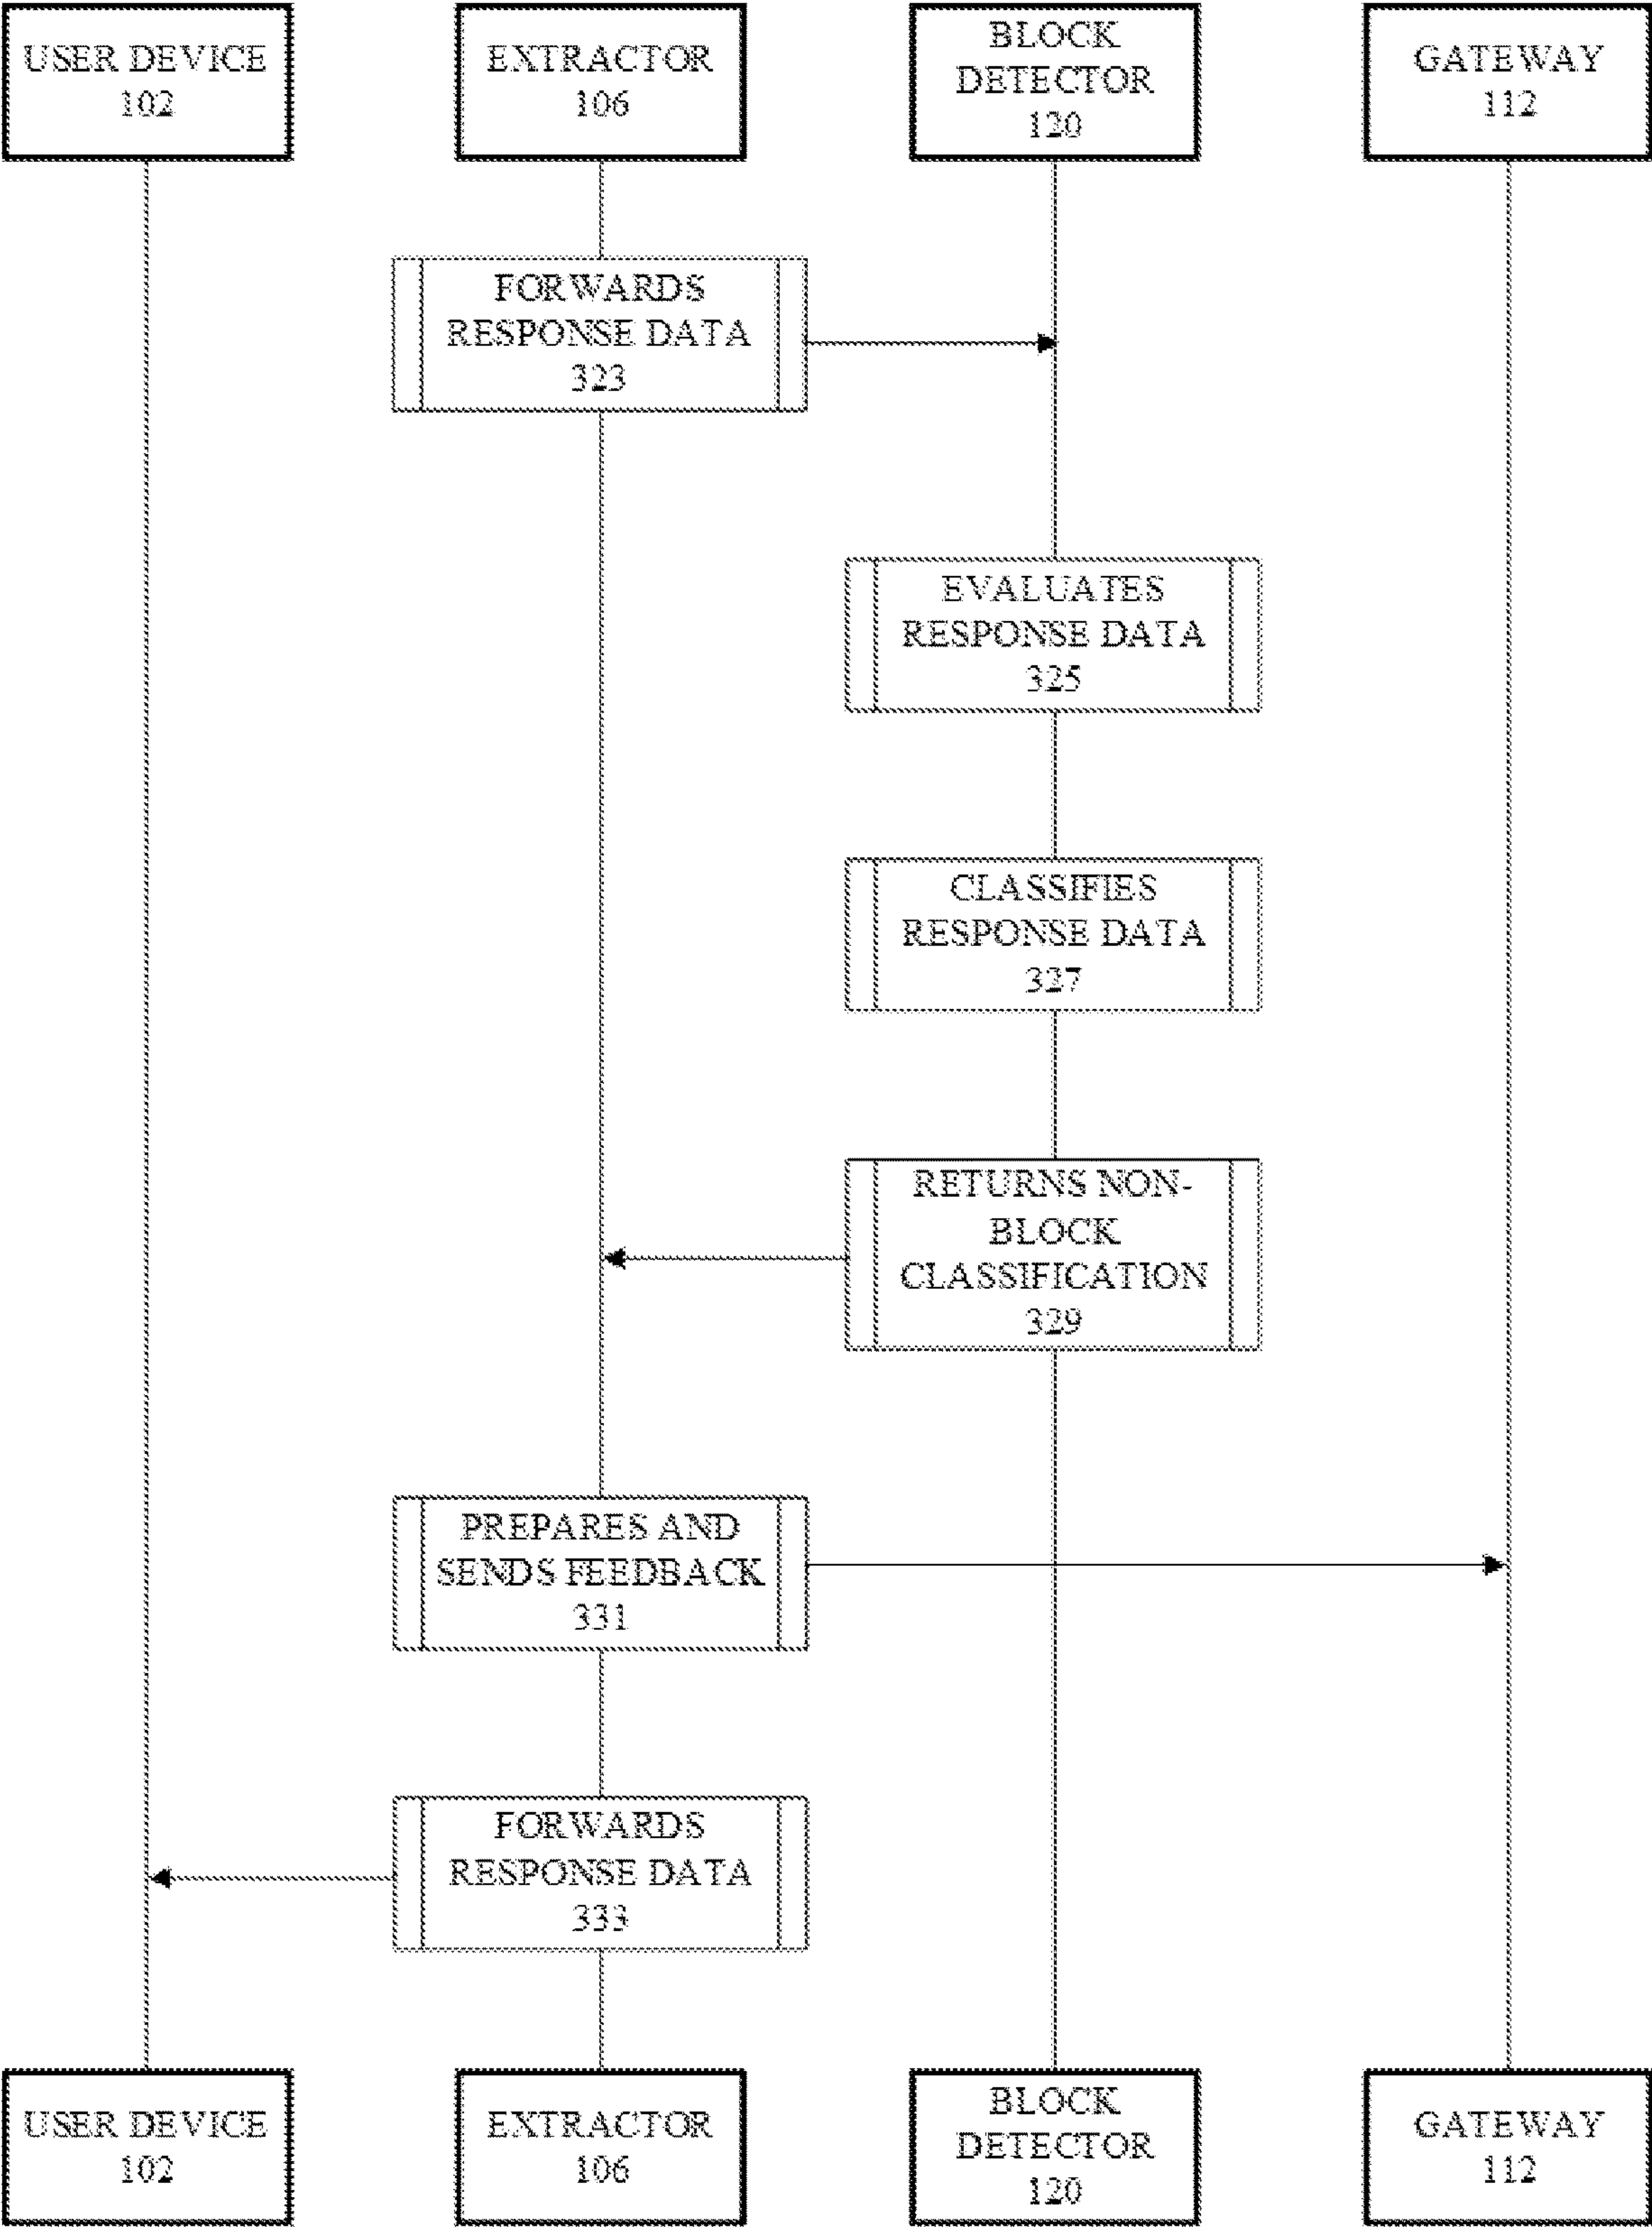 USER DEVICE
102
EXTRACTOR
106
BLOCK
DETECTOR
120
GATEWAY
112
FORWARDS
RESPONSE DATA
323
EVALUATES
RESPONSE DATA
325
CLASSIFIES
RESPONSE DATA
327
RETURNS NON-
BLOCK
CLASSIFICATION
329
PREPARES AND
SENDS FEEDBACK
331
FORWARDS
RESPONSE DATA
333
USER DEVICE
102
EXTRACTOR
106
BLOCK
DETECTOR
120
GATEWAY
112